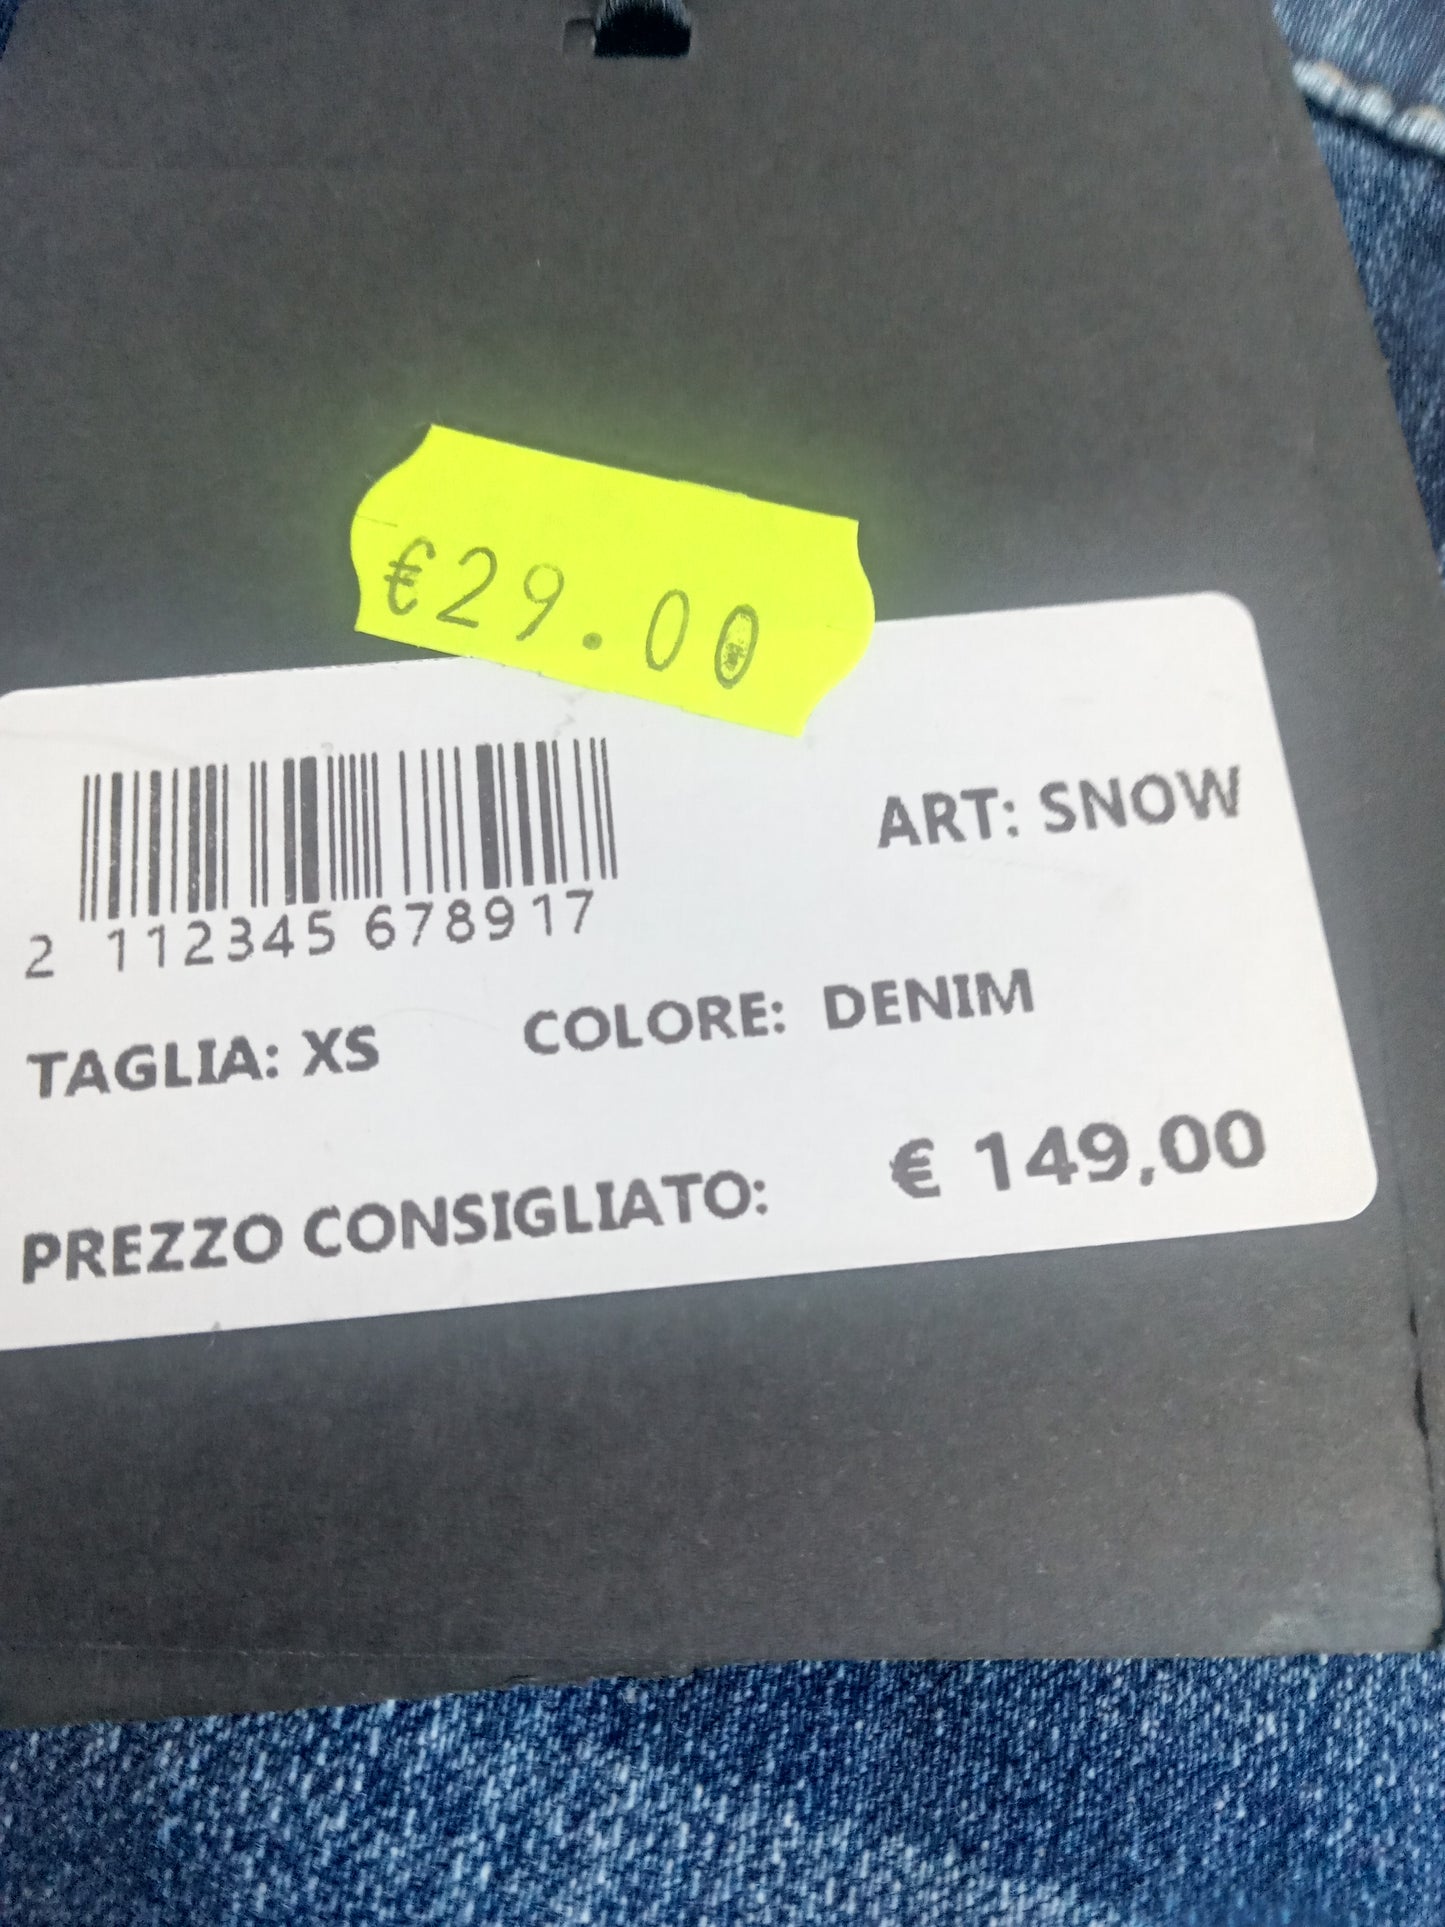 €29.00
ART: SNOW
2 112345 678917
TAGLIA: XS COLORE: DENIM
PREZZO CONSIGLIATO: € 149,00